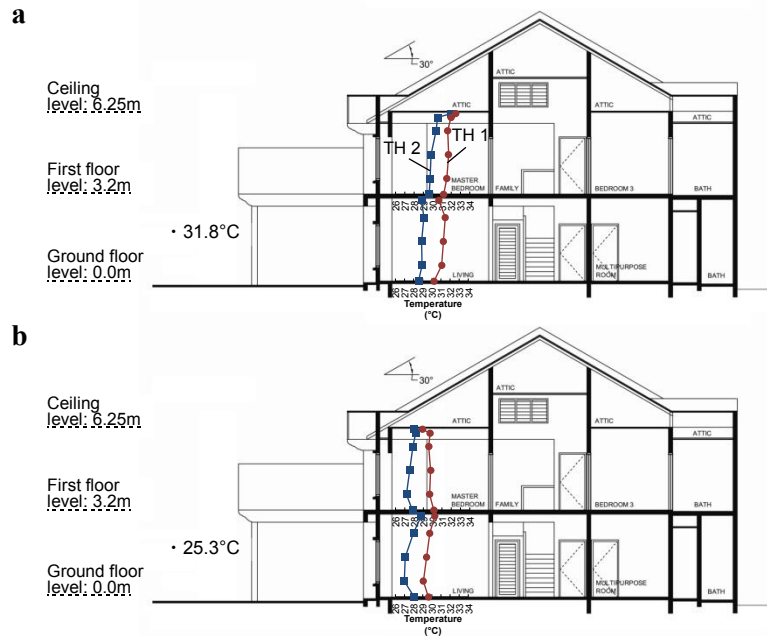 a
30°
Ceiling
level: 6.25m
ATTIC
ATTIC
ATTIC
ATTIC
TH 2
TH 1
First floor
level: 3.2m
MASTER
BEDROOM
FAMILY
BEDROOM 3
BATH
26 27 28 29 30 31 32 33 34
31.8°C
Ground floor
level: 0.0m
LIVING
MULTIPURPOSE
ROOM
BATH
26 27 28 29 30 31 32 33 34
Temperature
(°C)
b
30°
Ceiling
level: 6.25m
ATTIC
ATTIC
ATTIC
ATTIC
First floor
level: 3.2m
MASTER
BEDROOM
FAMILY
BEDROOM 3
BATH
26 27 28 29 30 31 32 33 34
25.3°C
Ground floor
level: 0.0m
LIVING
MULTIPURPOSE
ROOM
BATH
26 27 28 29 30 31 32 33 34
Temperature
(°C)